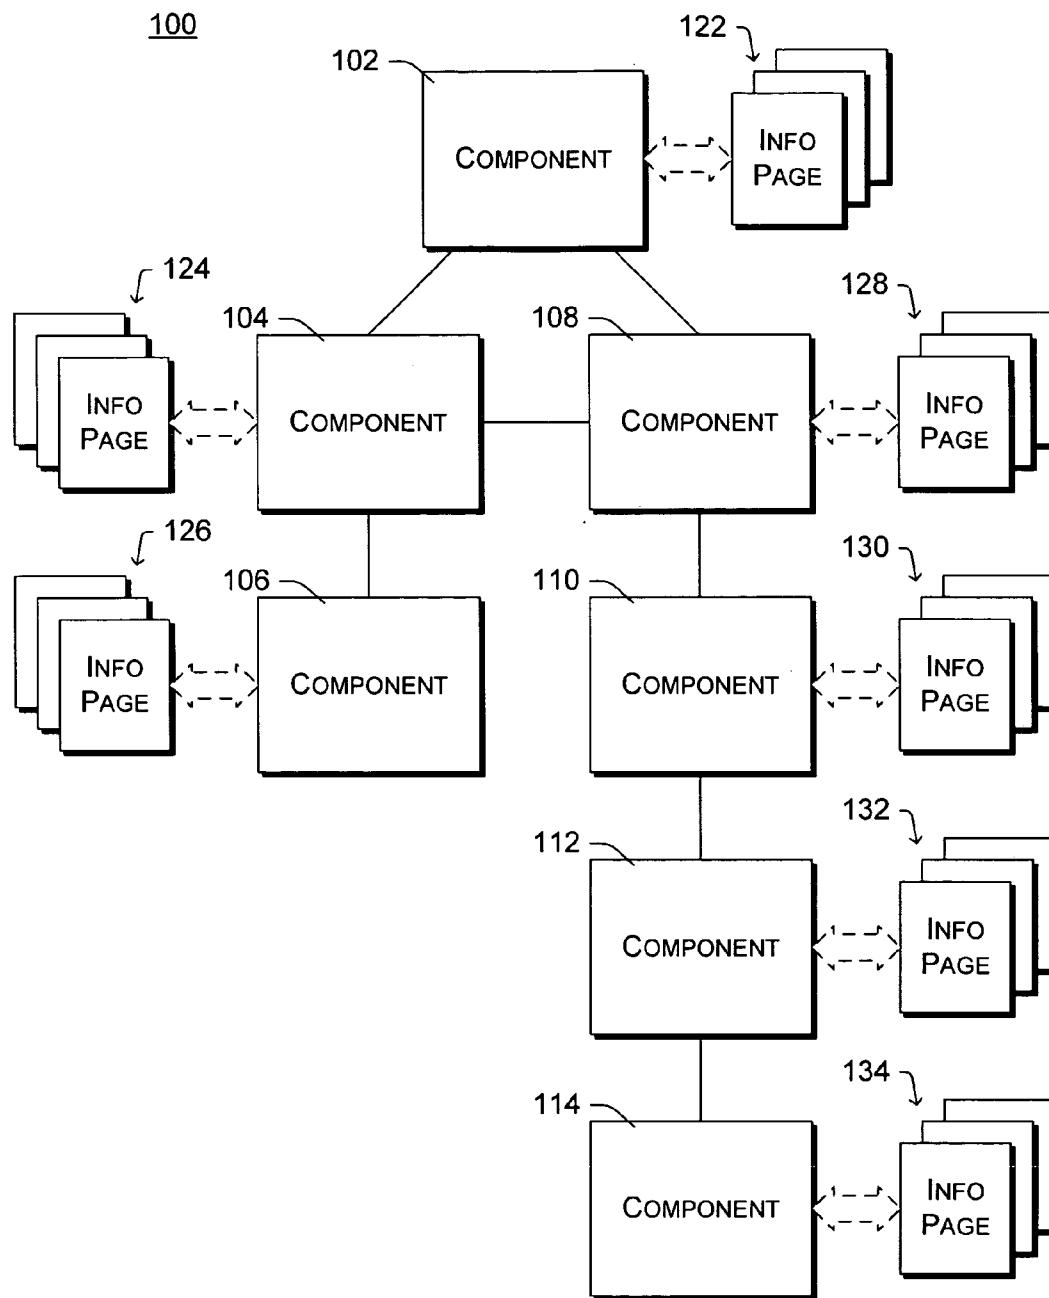 100
102
122
COMPONENT
INFO
PAGE
124
104
108
128
INFO
PAGE
COMPONENT
COMPONENT
INFO
PAGE
126
106
110
130
INFO
PAGE
COMPONENT
COMPONENT
INFO
PAGE
112
132
COMPONENT
INFO
PAGE
114
134
COMPONENT
INFO
PAGE